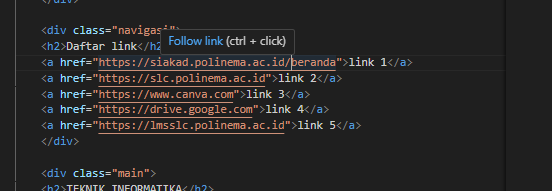 </div>
<div class="navigasi">
Follow link (ctrl + click)
<h2>Daftar link</h2>
<a href="https://siakad.polinema.ac.id/beranda">link 1</a>
<a href="https://slc.polinema.ac.id">link 2</a>
<a href="https://www.canva.com">link 3</a>
<a href="https://drive.google.com">link 4</a>
<a href="https://lmsslc.polinema.ac.id">link 5</a>
</div>
<div class="main">
<h2>TEKNIK INFORMATIKA</h2>